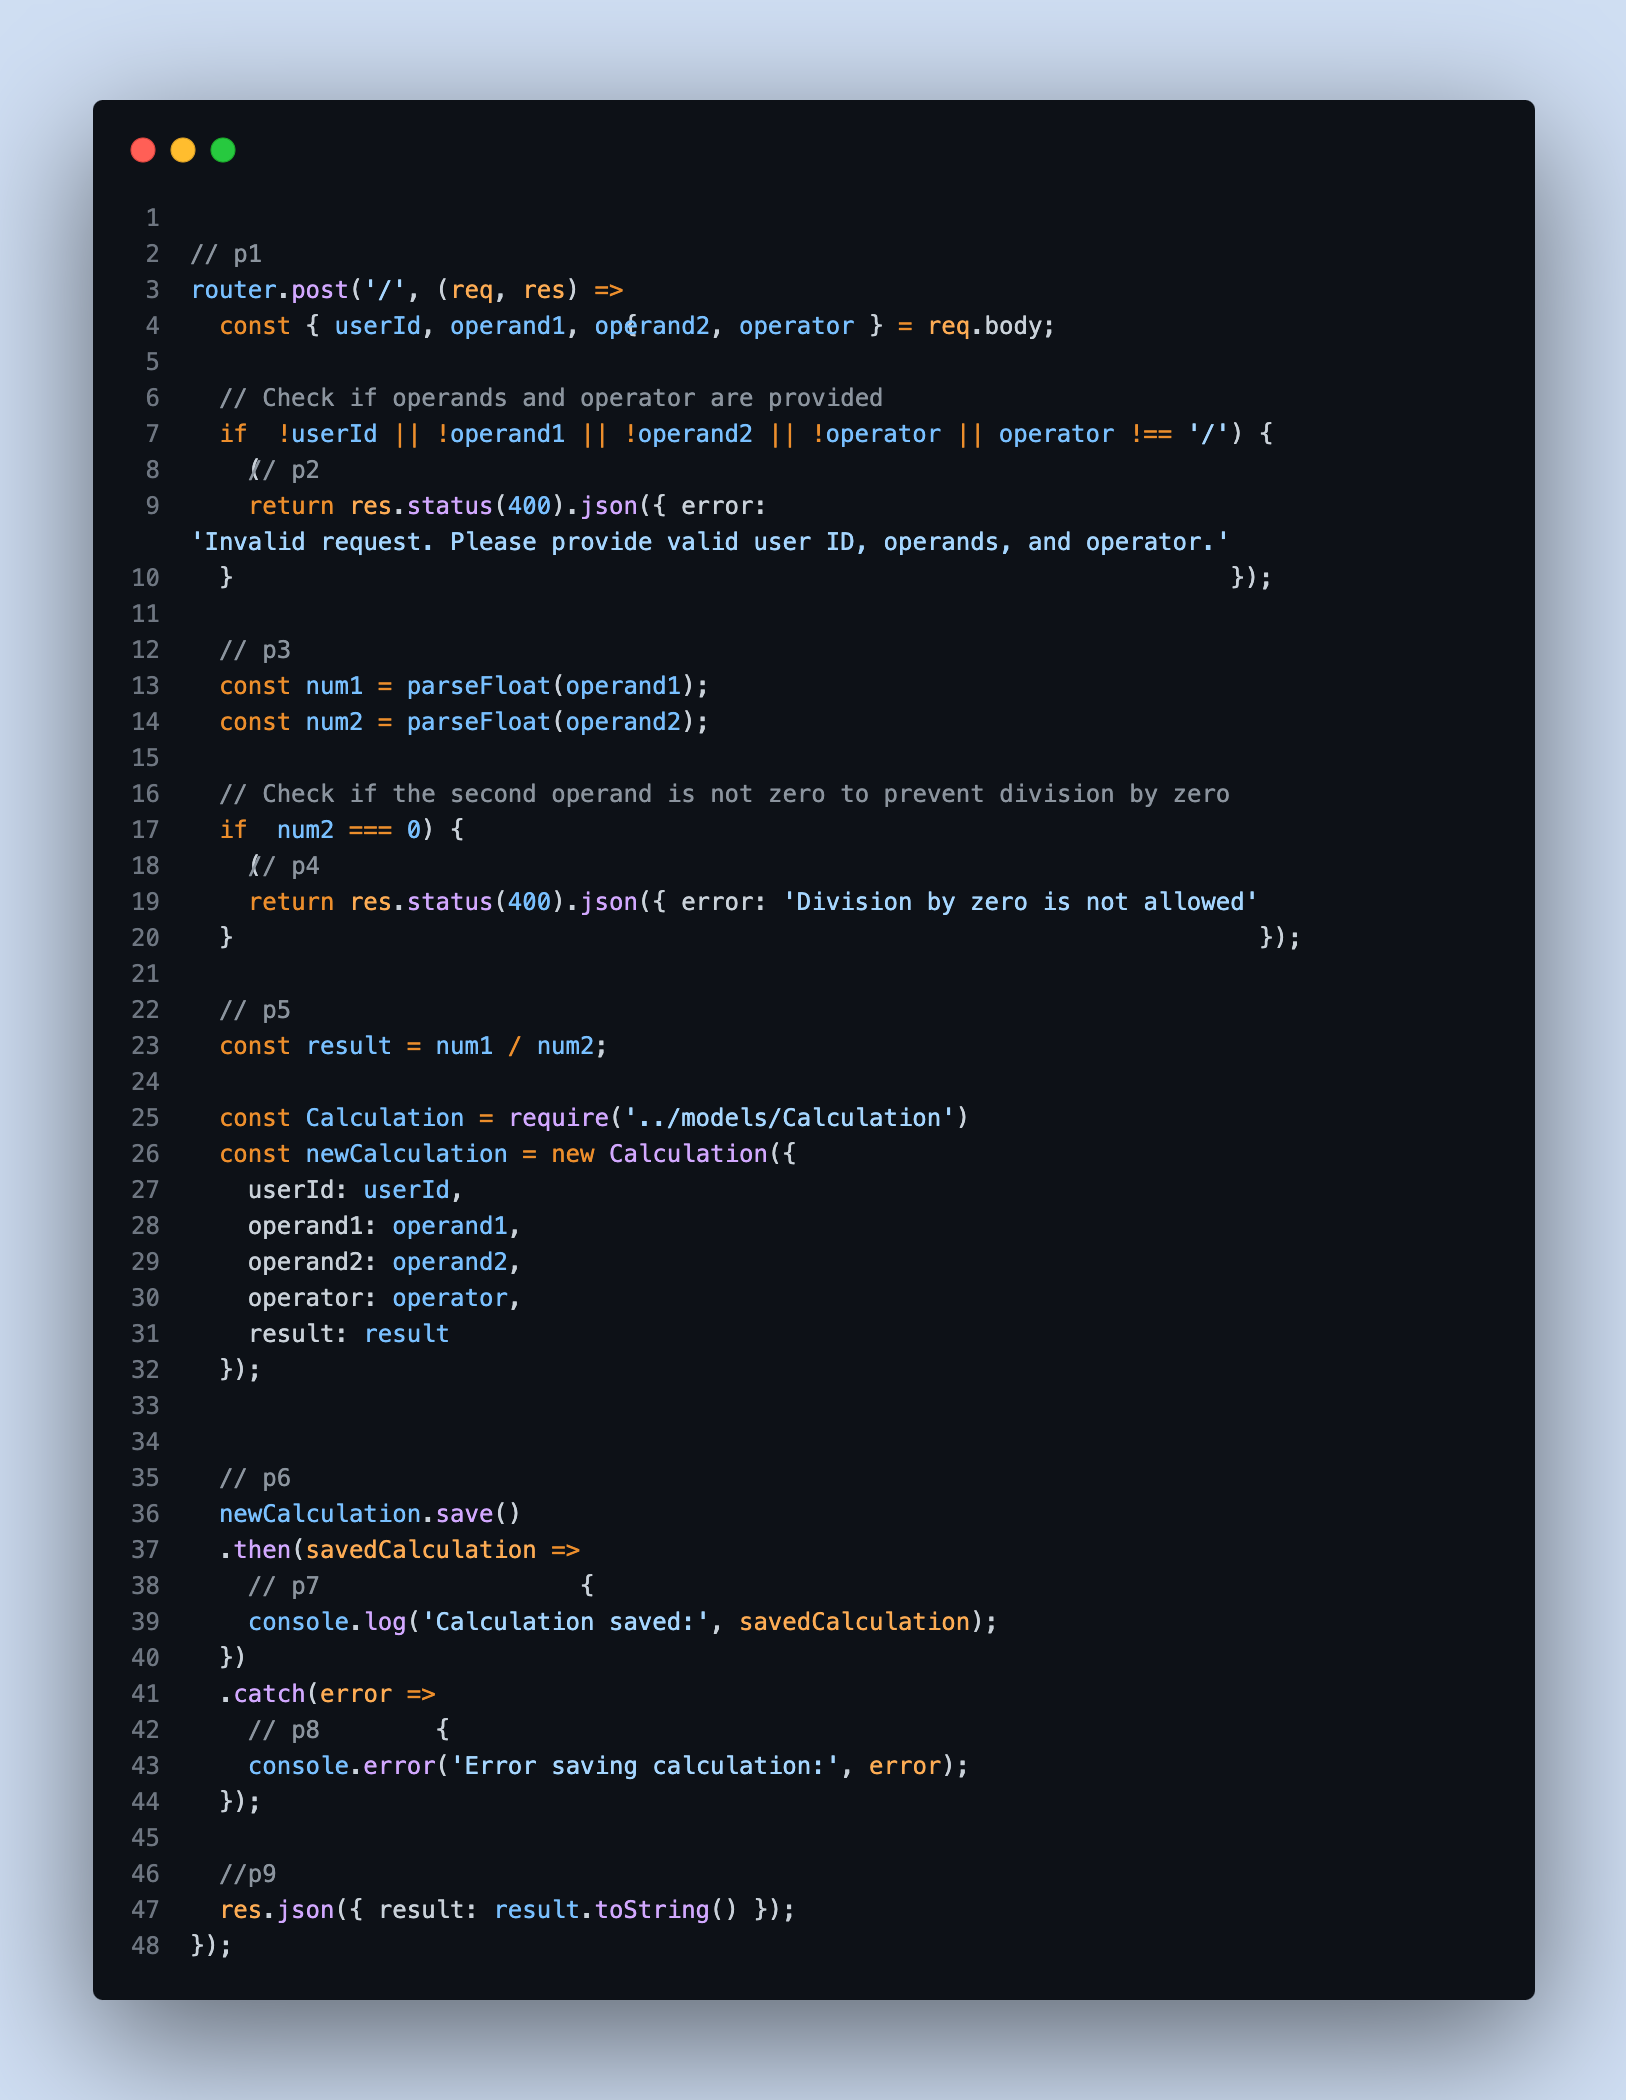 1
2 // p1
3 router.post('/', (req, res) => {
4   const { userId, operand1, operand2, operator } = req.body;
5
6   // Check if operands and operator are provided
7   if (!userId || !operand1 || !operand2 || !operator || operator !== '/') {
8     // p2
9     return res.status(400).json({ error:
'Invalid request. Please provide valid user ID, operands, and operator.' });
10   }
11
12   // p3
13   const num1 = parseFloat(operand1);
14   const num2 = parseFloat(operand2);
15
16   // Check if the second operand is not zero to prevent division by zero
17   if (num2 === 0) {
18     // p4
19     return res.status(400).json({ error: 'Division by zero is not allowed' });
20   }
21
22   // p5
23   const result = num1 / num2;
24
25   const Calculation = require('../models/Calculation')
26   const newCalculation = new Calculation({
27     userId: userId,
28     operand1: operand1,
29     operand2: operand2,
30     operator: operator,
31     result: result
32   });
33
34
35   // p6
36   newCalculation.save()
37   .then(savedCalculation => {
38     // p7
39     console.log('Calculation saved:', savedCalculation);
40   })
41   .catch(error => {
42     // p8
43     console.error('Error saving calculation:', error);
44   });
45
46   //p9
47   res.json({ result: result.toString() });
48 });